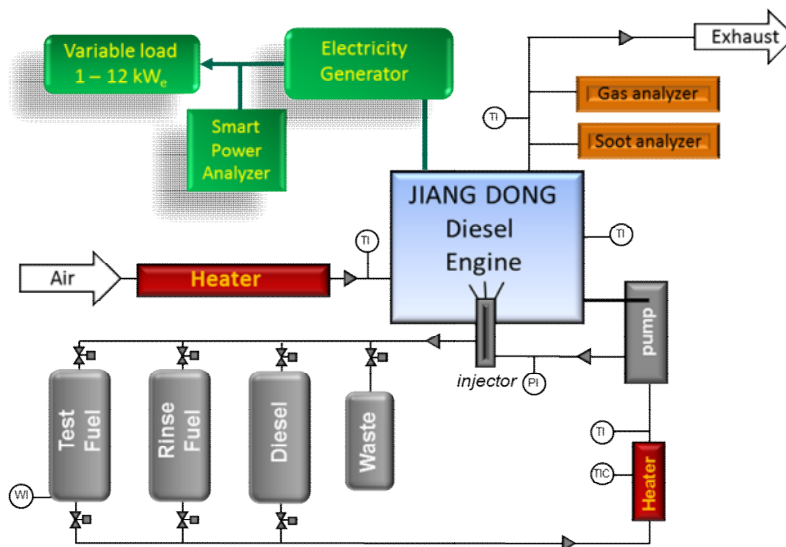 Variable load
1 – 12 kWe
Electricity
Generator
Exhaust
Gas analyzer
Smart
Power
Analyzer
TI
Soot analyzer
JIANG DONG
Diesel
Engine
TI
TI
Air
Heater
pump
injector
PI
Test
Fuel
Rinse
Fuel
Diesel
Waste
TI
TIC
Heater
WI